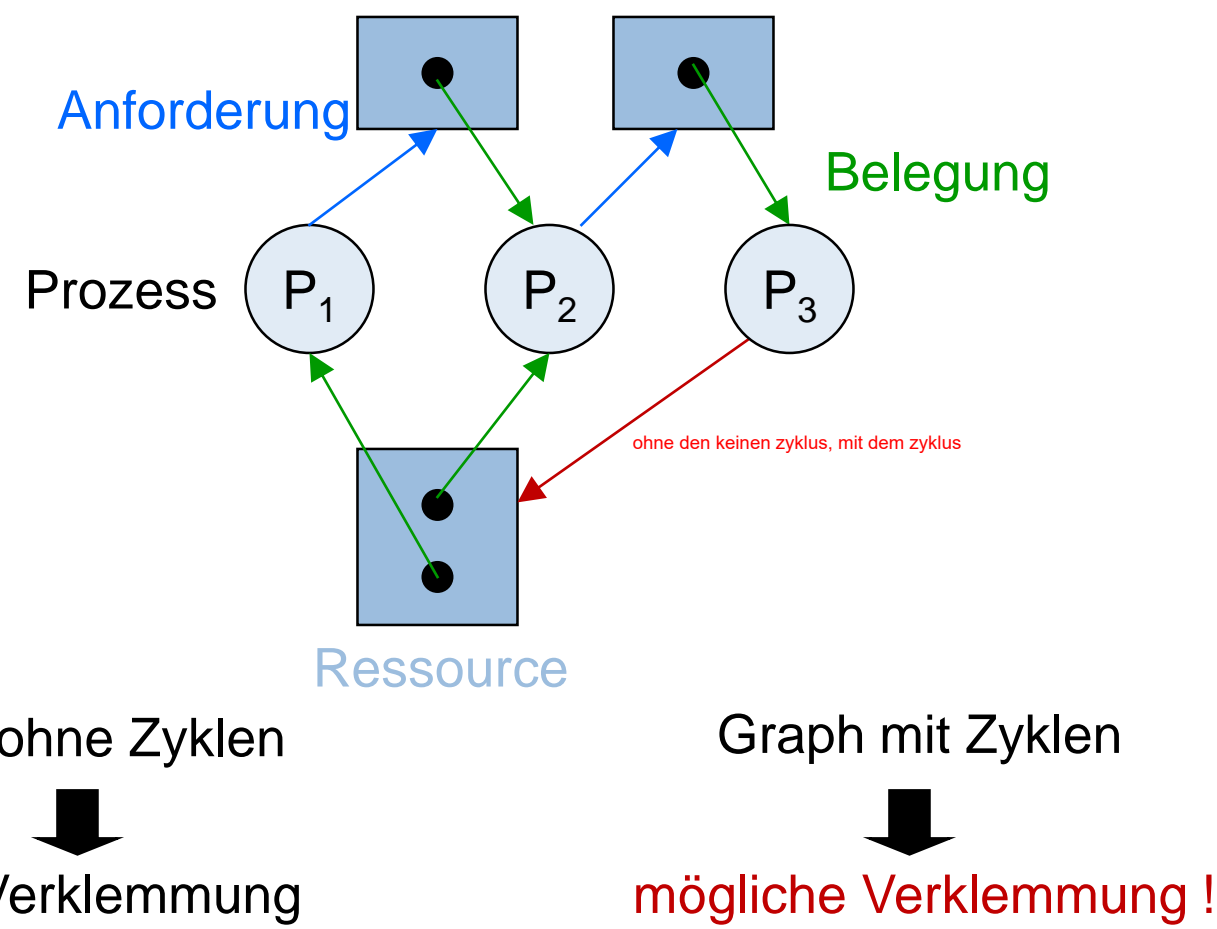 Anforderung
Belegung
Prozess
P1
P2
P3
ohne den keinen zyklus, mit dem zyklus
Ressource
ohne Zyklen
Graph mit Zyklen
Verklemmung
mögliche Verklemmung !